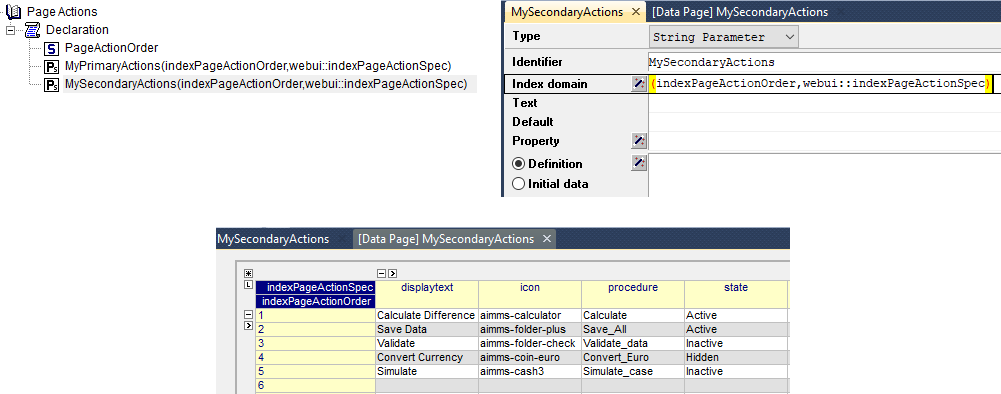 Page Actions
Declaration
S PageActionOrder
Ps MyPrimaryActions(indexPageActionOrder,webui::indexPageActionSpec)
Ps MySecondaryActions(indexPageActionOrder,webui::indexPageActionSpec)
MySecondaryActions [Data Page] MySecondaryActions
Type String Parameter
Identifier MySecondaryActions
Index domain (indexPageActionOrder,webui::indexPageActionSpec)
Text
Default
Property
Definition
Initial data
MySecondaryActions [Data Page] MySecondaryActions
indexPageActionSpec displaytext icon procedure state
indexPageActionOrder
1 Calculate Difference aimms-calculator Calculate Active
2 Save Data aimms-folder-plus Save_All Active
3 Validate aimms-folder-check Validate_data Inactive
4 Convert Currency aimms-coin-euro Convert_Euro Hidden
5 Simulate aimms-cash3 Simulate_case Inactive
6